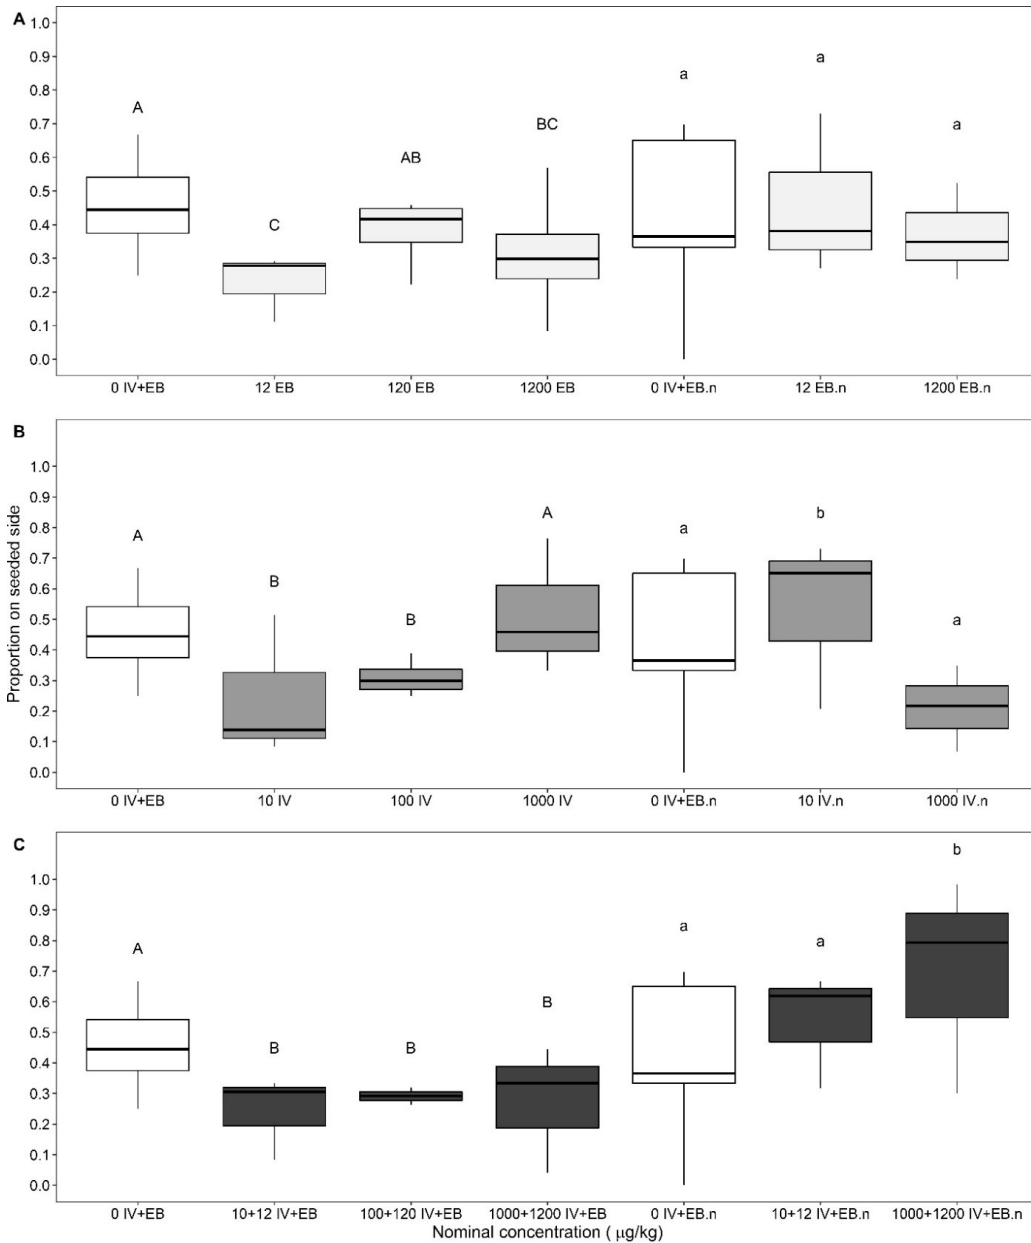 A
1.0
0.9
0.8
0.7
0.6
0.5
0.4
0.3
0.2
0.1
0.0
A
C
AB
BC
a
a
a
0 IV+EB
12 EB
120 EB
1200 EB
0 IV+EB.n
12 EB.n
1200 EB.n
Proportion on seeded side
B
1.0
0.9
0.8
0.7
0.6
0.5
0.4
0.3
0.2
0.1
0.0
A
B
B
A
a
b
a
0 IV+EB
10 IV
100 IV
1000 IV
0 IV+EB.n
10 IV.n
1000 IV.n
C
1.0
0.9
0.8
0.7
0.6
0.5
0.4
0.3
0.2
0.1
0.0
A
B
B
B
a
a
b
0 IV+EB
10+12 IV+EB
100+120 IV+EB
1000+1200 IV+EB
0 IV+EB.n
10+12 IV+EB.n
1000+1200 IV+EB.n
Nominal concentration ( μg/kg)